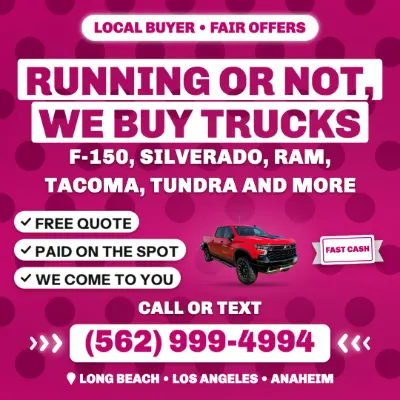 LOCAL BUYER • FAIR OFFERS
RUNNING OR NOT,
WE BUY TRUCKS
F-150, SILVERADO, RAM,
TACOMA, TUNDRA AND MORE
FREE QUOTE
PAID ON THE SPOT
WE COME TO YOU
FAST CASH
CALL OR TEXT
(562) 999-4994
LONG BEACH • LOS ANGELES • ANAHEIM